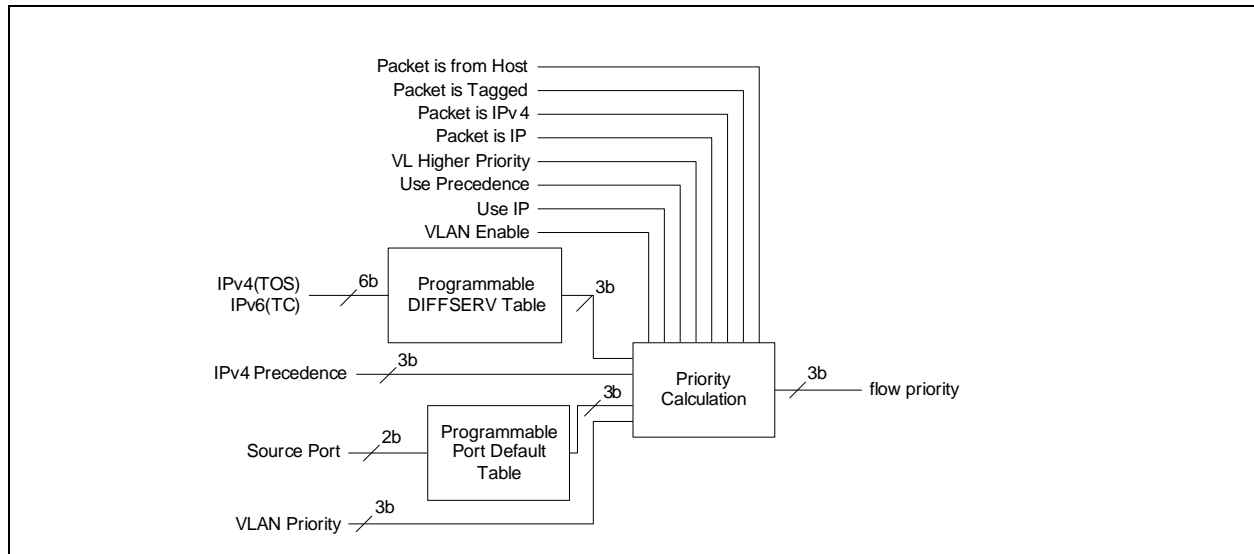 Packet is from Host
Packet is Tagged
Packet is IPv4
Packet is IP
VL Higher Priority
Use Precedence
Use IP
VLAN Enable
IPv4(TOS)
IPv6(TC)
6b
Programmable
DIFFSERV Table
3b
IPv4 Precedence
3b
Priority
Calculation
3b
flow priority
3b
Source Port
2b
Programmable
Port Default
Table
VLAN Priority
3b